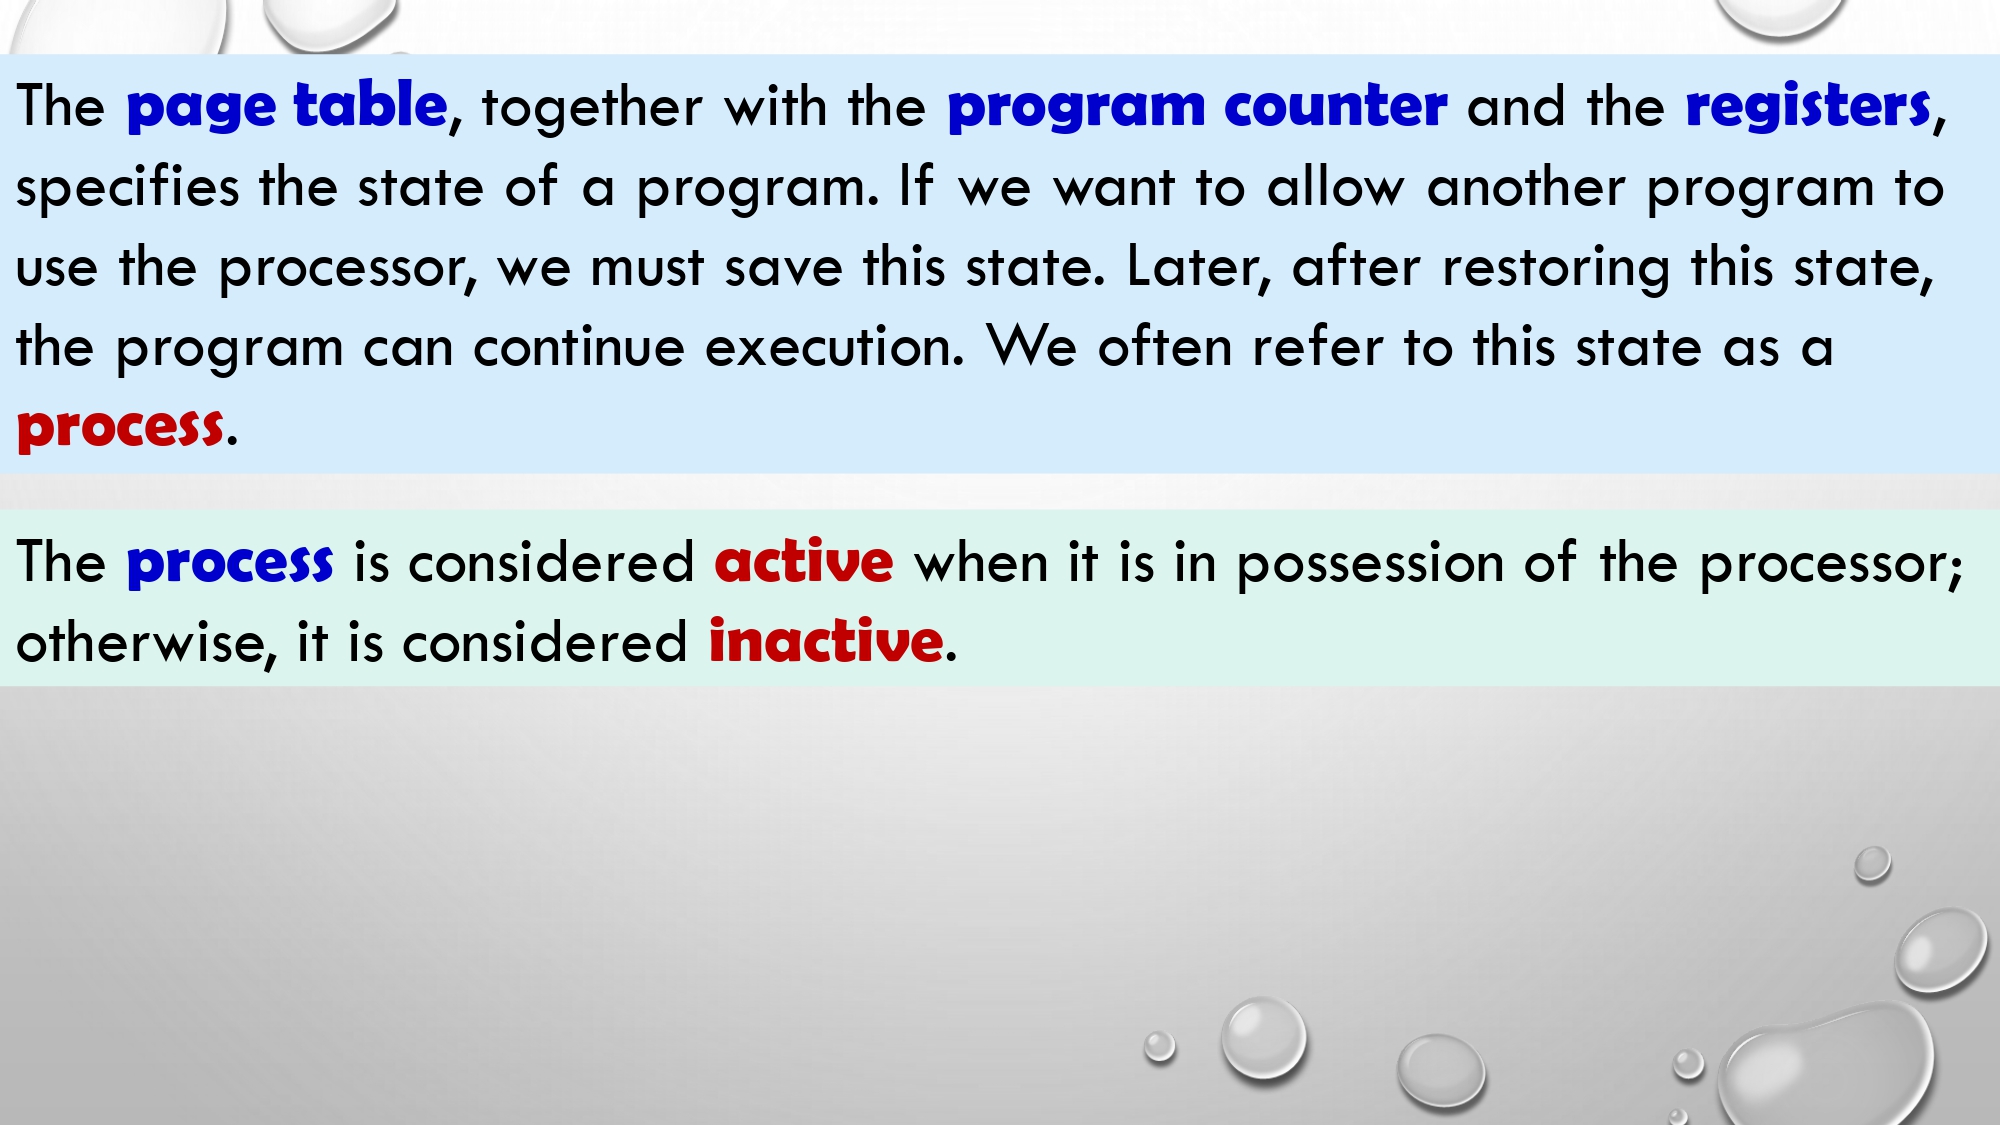 The page table, together with the program counter and the registers,
specifies the state of a program. If we want to allow another program to
use the processor, we must save this state. Later, after restoring this state,
the program can continue execution. We often refer to this state as a
process.
The process is considered active when it is in possession of the processor;
otherwise, it is considered inactive.